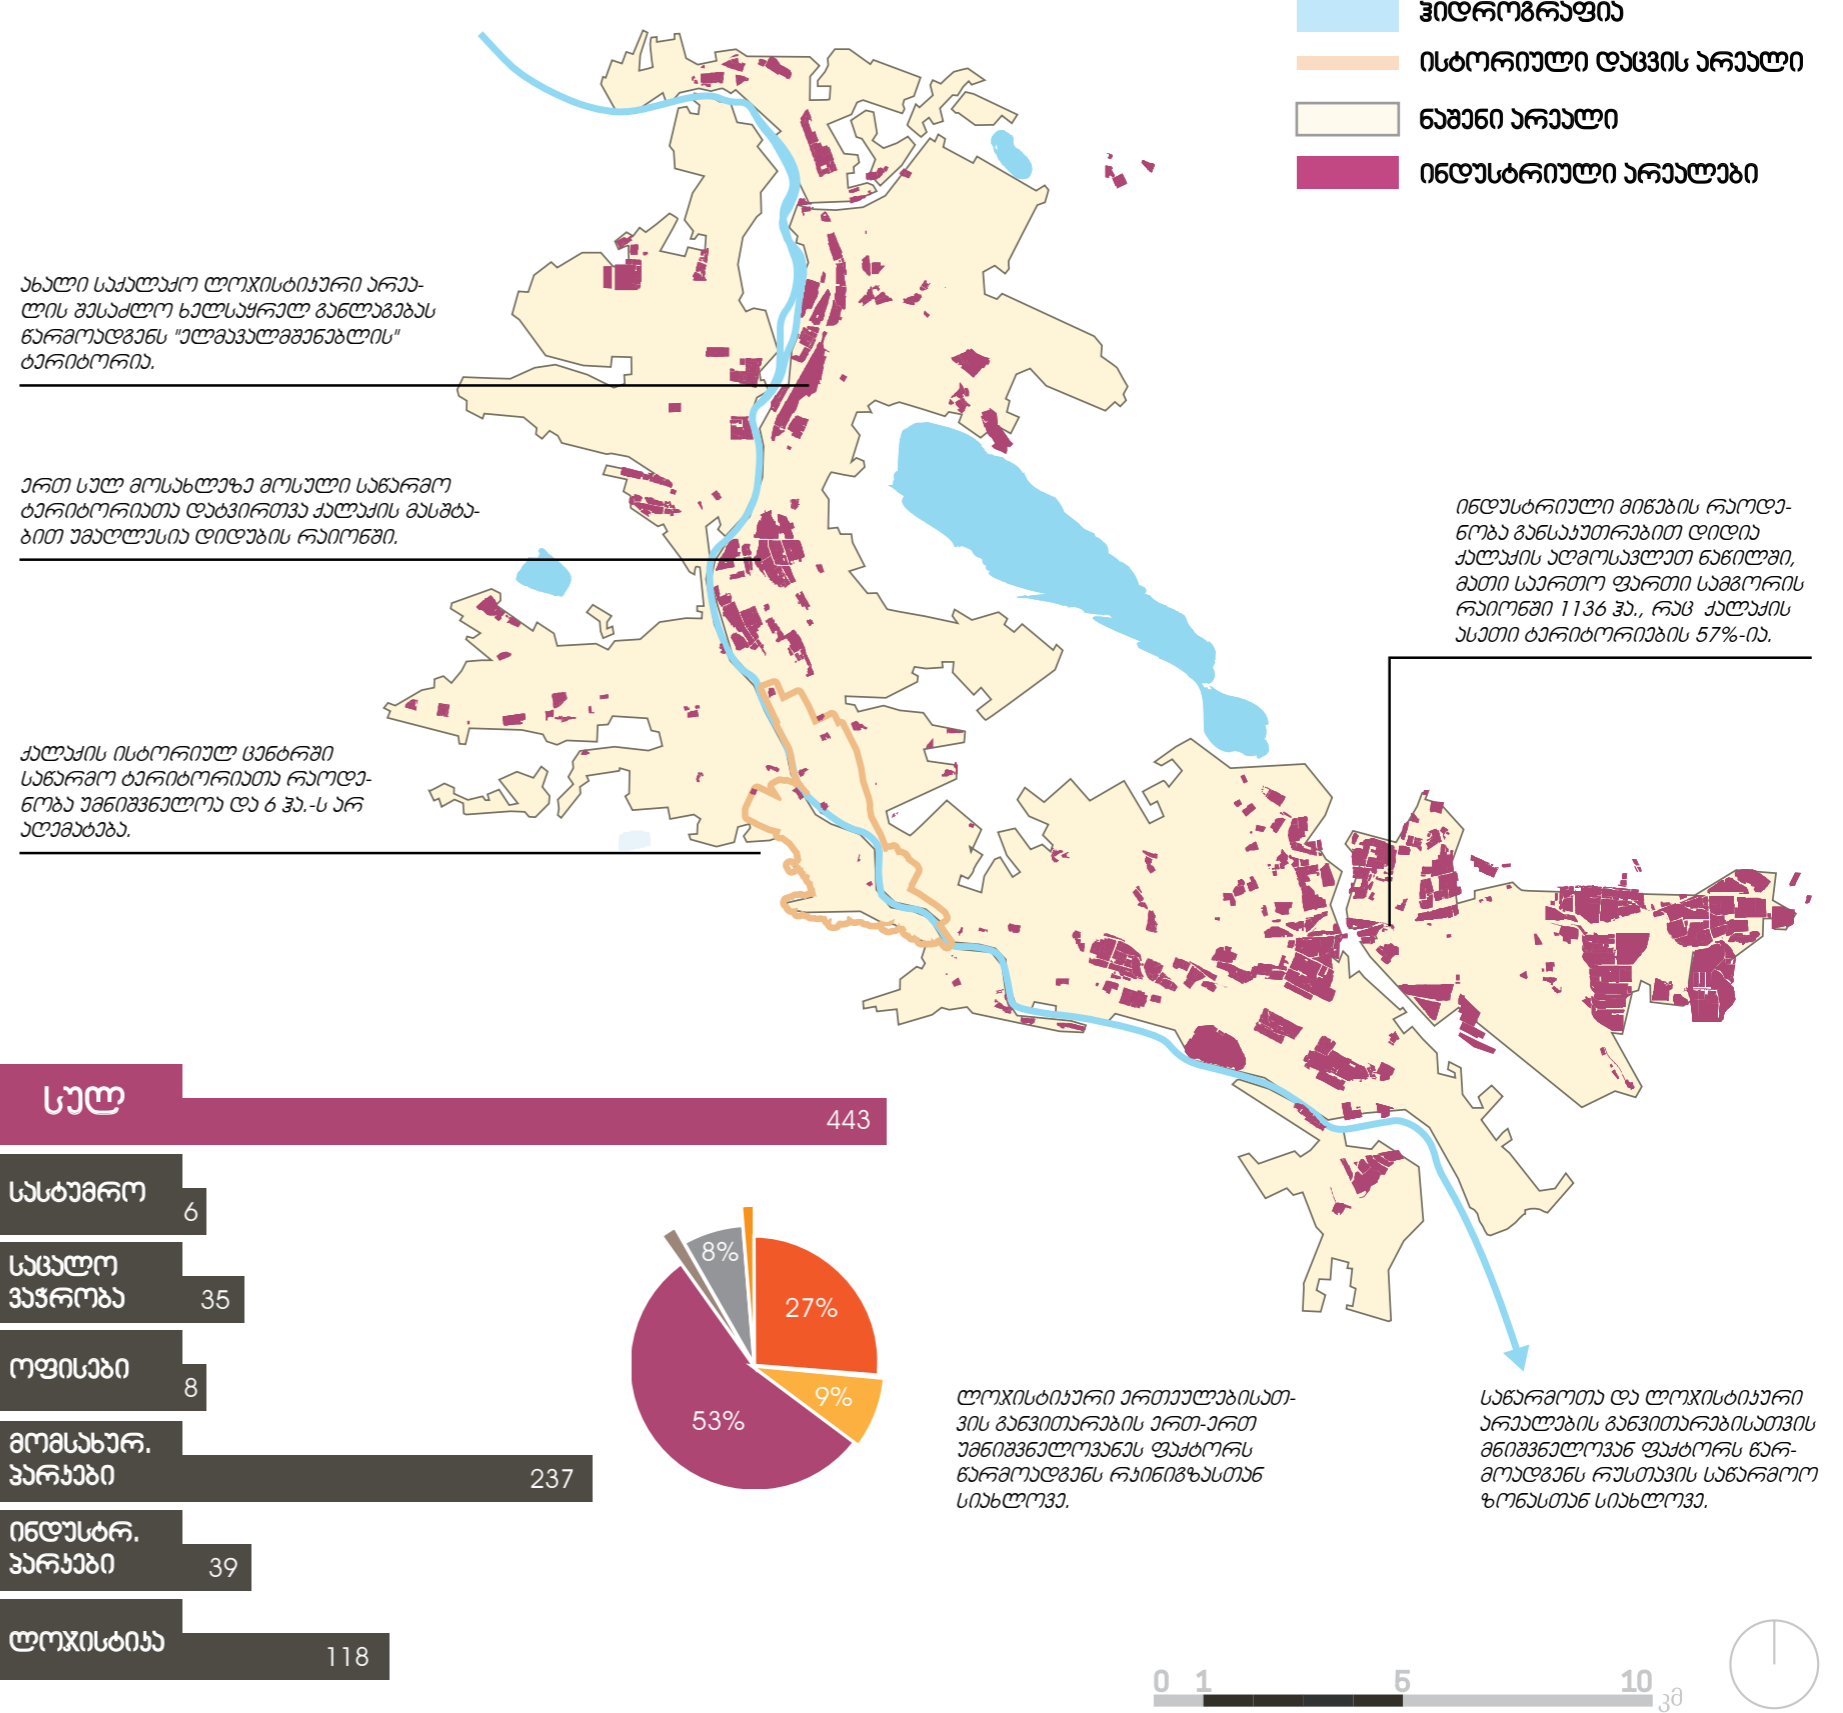 ჰიდროგრაფია
ისტორიული დაცვის არეალი
ნაშენი არეალი
ინდუსტრიული არეალები
ახალი საქალაქო ლოჯისტიკური არეა-
ლის შესაძლო ხელსაყრელ განლაგებას
წარმოადგენს "ელმავალმშენებლის"
ტერიტორია.
ერთ სულ მოსახლეზე მოსული საწარმო
ტერიტორიათა დატვირთვა ქალაქის მასშტა-
ბით უმაღლესია დიდუბის რაიონში.
ინდუსტრიული მიწების რაოდე-
ნობა განსაკუთრებით დიდია
ქალაქის აღმოსავლეთ ნაწილში,
მათი საერთო ფართი სამგორის
რაიონში 1136 ჰა., რაც ქალაქის
ასეთი ტერიტორიების 57%-ია.
ქალაქის ისტორიულ ცენტრში
საწარმო ტერიტორიათა რაოდე-
ნობა უმნიშვნელოა და 6 ჰა.-ს არ
აღემატება.
სულ
443
სასტუმრო
6
საცალო
ვაჭრობა
35
ოფისები
8
მომსახურ.
პარკები
237
ინდუსტრ.
პარკები
39
ლოჯისტიკა
118
8%
27%
9%
53%
ლოჯისტიკური ერთეულებისათ-
ვის განვითარების ერთ-ერთ
უმნიშვნელოვანეს ფაქტორს
წარმოადგენს რკინიგზასთან
სიახლოვე.
საწარმოთა და ლოჯისტიკური
არეალების განვითარებისათვის
მნიშვნელოვან ფაქტორს წარ-
მოადგენს რუსთავის საწარმოო
ზონასთან სიახლოვე.
0 1 5 10 კმ